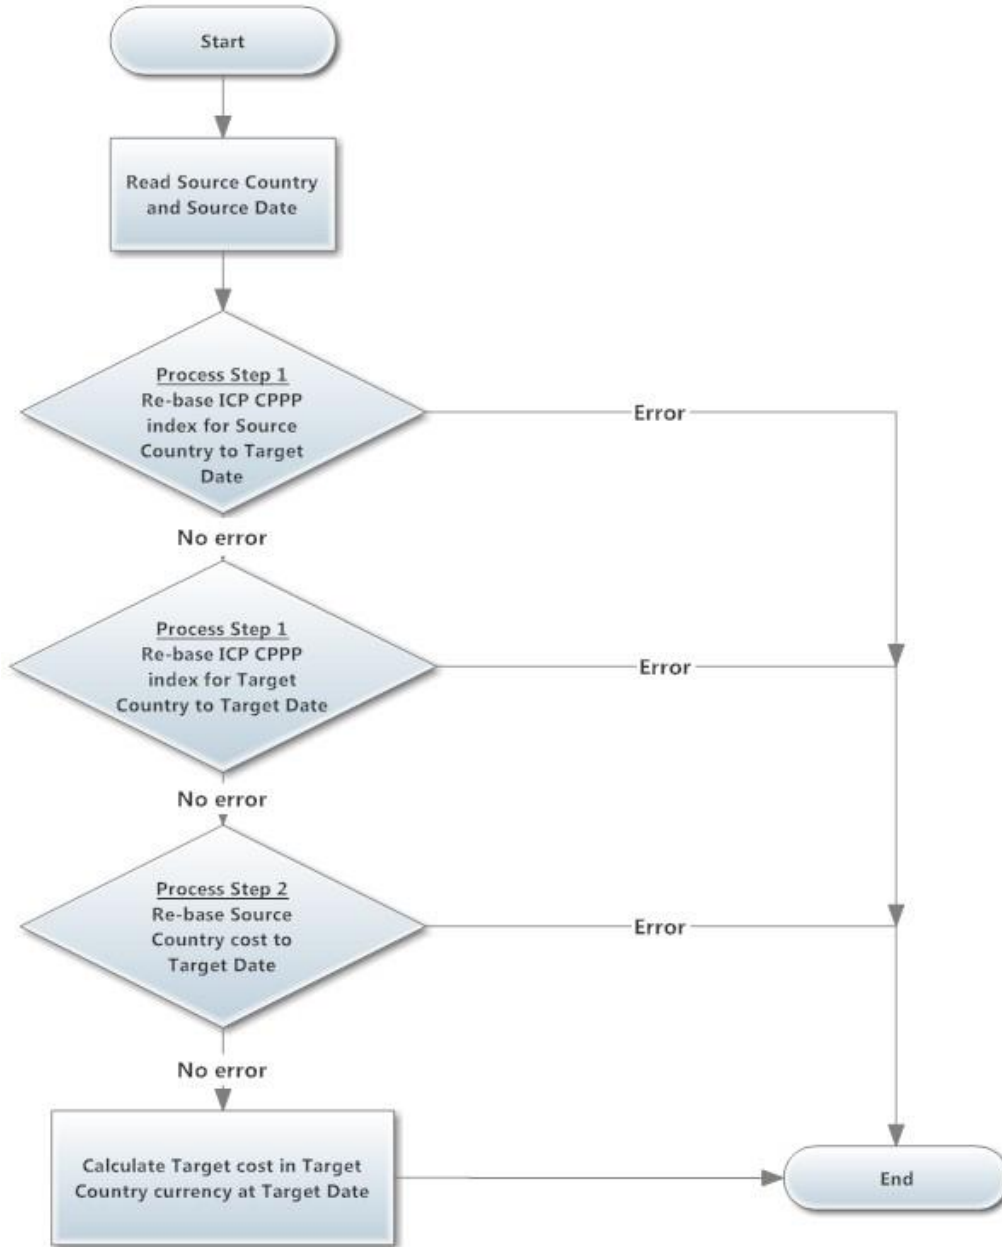 Start
Read Source Country
and Source Date
Process Step 1
Re-base ICP CPPP
index for Source
Country to Target
Date
Error
No error
Process Step 1
Re-base ICP CPPP
index for Target
Country to Target Date
Error
No error
Process Step 2
Re-base Source
Country cost to
Target Date
Error
No error
Calculate Target cost in Target
Country currency at Target Date
End